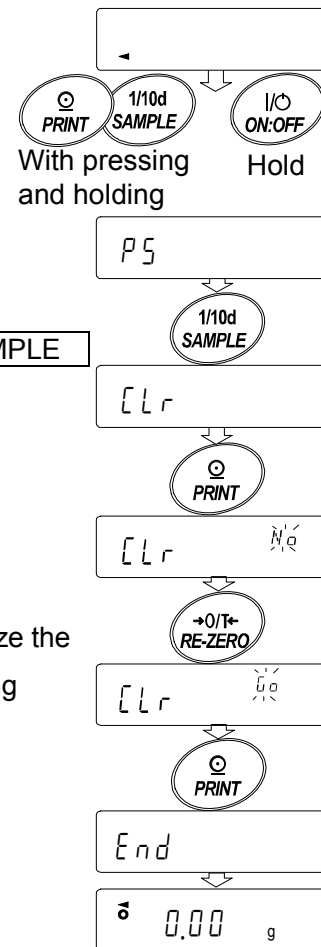 PRINT
1/10d
SAMPLE
I/
ON:OFF
With pressing
and holding
Hold
PS
1/10d
SAMPLE
MPLE
CLr
PRINT
CLr No
→0/T←
RE-ZERO
ze the
g
CLr Go
PRINT
End
0.00 g